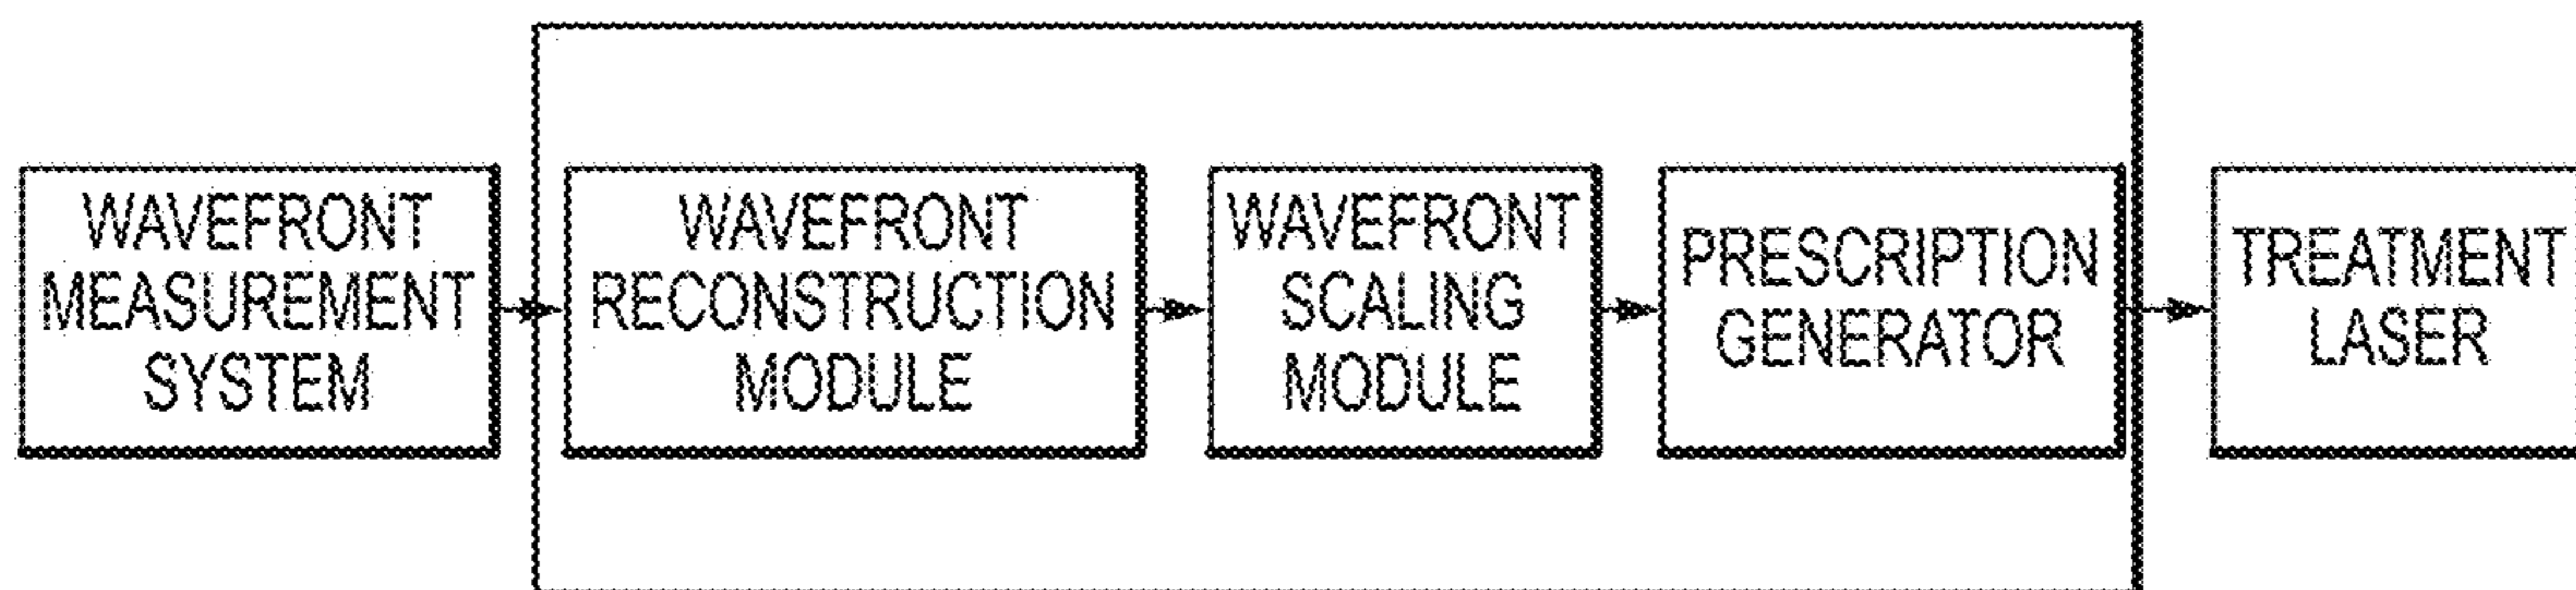 WAVEFRONT
MEASUREMENT
SYSTEM
WAVEFRONT
RECONSTRUCTION
MODULE
WAVEFRONT
SCALING
MODULE
PRESCRIPTION
GENERATOR
TREATMENT
LASER